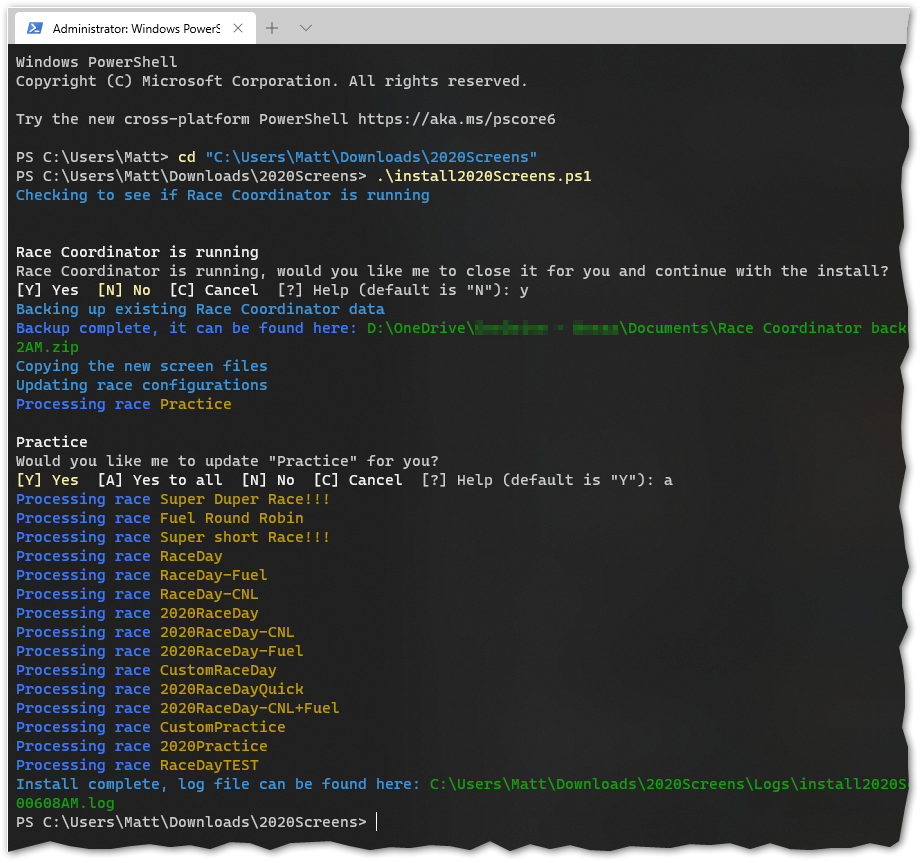 Administrator: Windows PowerS
Windows PowerShell
Copyright (C) Microsoft Corporation. All rights reserved.
Try the new cross-platform PowerShell https://aka.ms/pscore6
PS C:\Users\Matt> cd "C:\Users\Matt\Downloads\2020Screens"
PS C:\Users\Matt\Downloads\2020Screens> .\install2020Screens.ps1
Checking to see if Race Coordinator is running
Race Coordinator is running
Race Coordinator is running, would you like me to close it for you and continue with the install?
[Y] Yes  [N] No  [C] Cancel  [?] Help (default is "N"): y
Backing up existing Race Coordinator data
Backup complete, it can be found here: D:\OneDrive\ \Documents\Race Coordinator back
2AM.zip
Copying the new screen files
Updating race configurations
Processing race Practice
Practice
Would you like me to update "Practice" for you?
[Y] Yes  [A] Yes to all  [N] No  [C] Cancel  [?] Help (default is "Y"): a
Processing race Super Duper Race!!!
Processing race Fuel Round Robin
Processing race Super short Race!!!
Processing race RaceDay
Processing race RaceDay-Fuel
Processing race RaceDay-CNL
Processing race 2020RaceDay
Processing race 2020RaceDay-CNL
Processing race 2020RaceDay-Fuel
Processing race CustomRaceDay
Processing race 2020RaceDayQuick
Processing race 2020RaceDay-CNL+Fuel
Processing race CustomPractice
Processing race 2020Practice
Processing race RaceDayTEST
Install complete, log file can be found here: C:\Users\Matt\Downloads\2020Screens\Logs\install2020S
00608AM.log
PS C:\Users\Matt\Downloads\2020Screens>